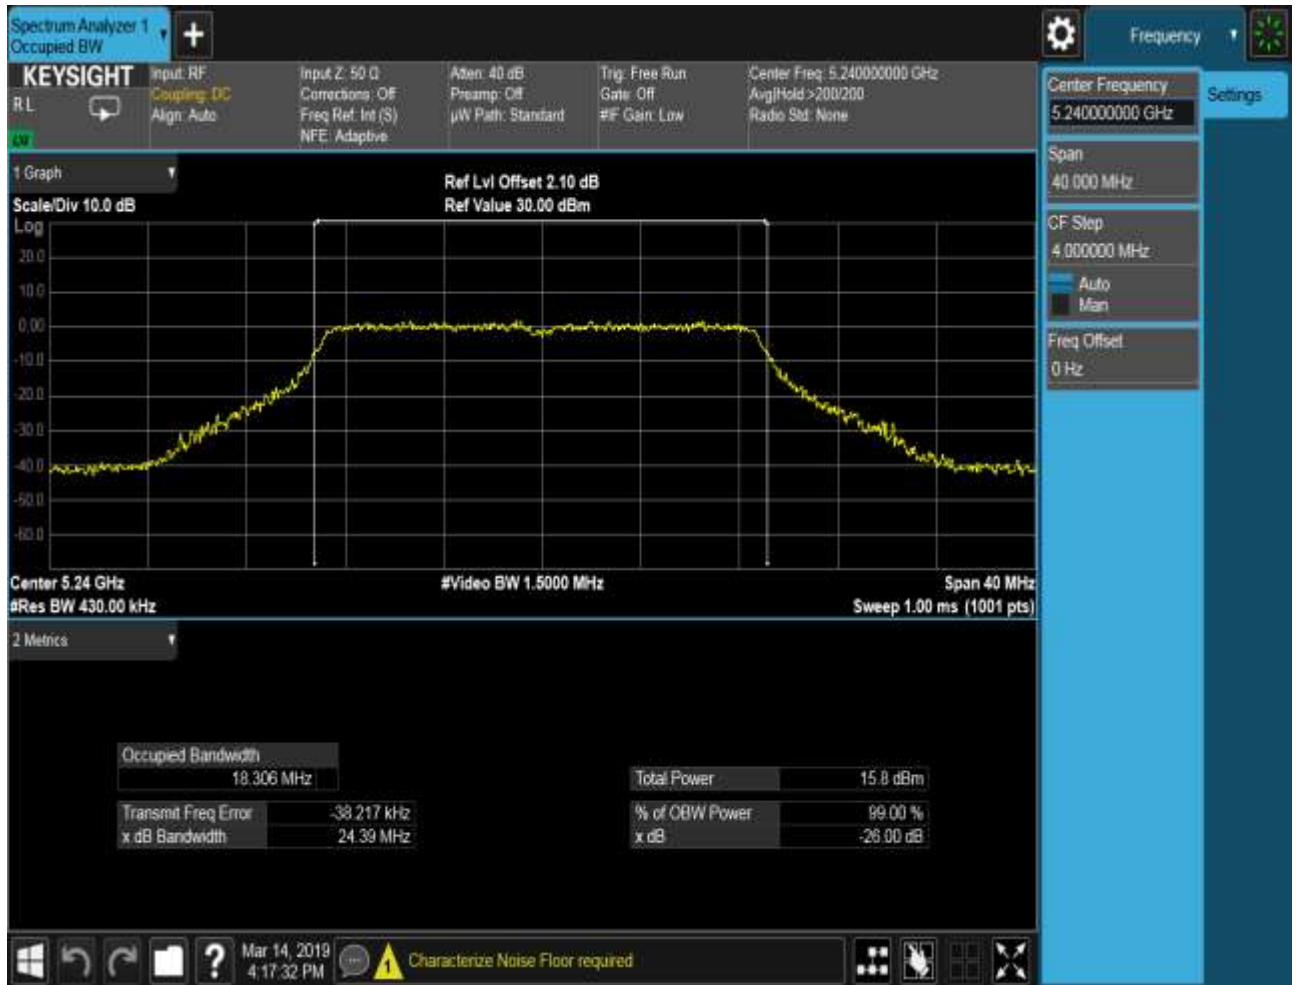 Spectrum Analyzer 1
Occupied BW
Frequency
KEYSIGHT
R L
Input: RF
Coupling: DC
Align: Auto
Input Z: 50 Ω
Corrections: Off
Freq Ref: Int (S)
NFE: Adaptive
Atten: 40 dB
Preamp: Off
µW Path: Standard
Trig: Free Run
Gate: Off
#IF Gain: Low
Center Freq: 5.240000000 GHz
Avg|Hold:>200/200
Radio Std: None
Center Frequency
5.240000000 GHz
Settings
Span
40.000 MHz
CF Step
4.000000 MHz
Auto
Man
Freq Offset
0 Hz
1 Graph
Scale/Div 10.0 dB
Ref Lvl Offset 2.10 dB
Ref Value 30.00 dBm
Log
20.0
10.0
0.00
-10.0
-20.0
-30.0
-40.0
-50.0
-60.0
Center 5.24 GHz
#Video BW 1.5000 MHz
Span 40 MHz
#Res BW 430.00 kHz
Sweep 1.00 ms (1001 pts)
2 Metrics
Occupied Bandwidth
18.306 MHz
Total Power 15.8 dBm
Transmit Freq Error -38.217 kHz
% of OBW Power 99.00 %
x dB Bandwidth 24.39 MHz
x dB -26.00 dB
?
Mar 14, 2019
4:17:32 PM
1
Characterize Noise Floor required